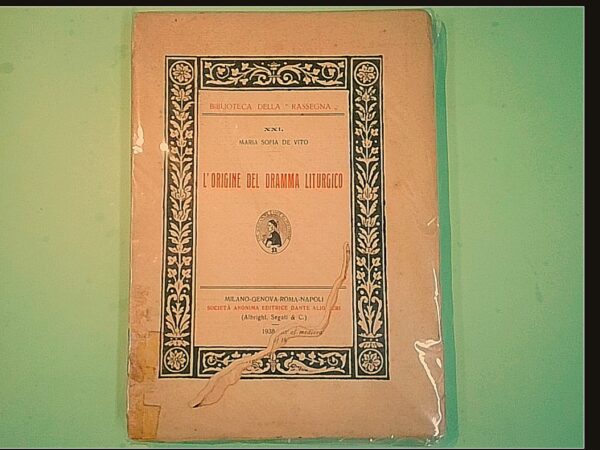 BIBLIOTECA DELLA "RASSEGNA"
XXI.
MARIA SOFIA DE VITO
L'ORIGINE DEL DRAMMA LITURGICO
MILANO-GENOVA-ROMA-NAPOLI
SOCIETÀ ANONIMA EDITRICE DANTE ALIGHIERI
(Albrighi, Segati & C.)
1938